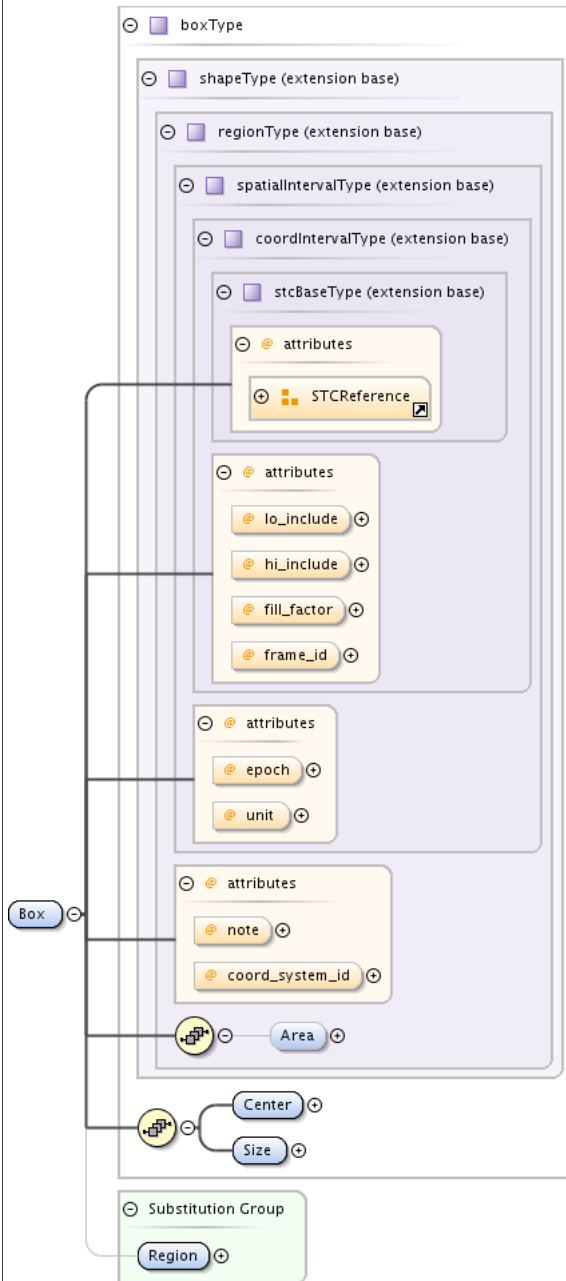 boxType
shapeType (extension base)
regionType (extension base)
spatialIntervalType (extension base)
coordIntervalType (extension base)
stcBaseType (extension base)
@ attributes
STCReference
@ attributes
@ lo_include
@ hi_include
@ fill_factor
@ frame_id
@ attributes
@ epoch
@ unit
@ attributes
Box
@ note
@ coord_system_id
Area
Center
Size
Substitution Group
Region